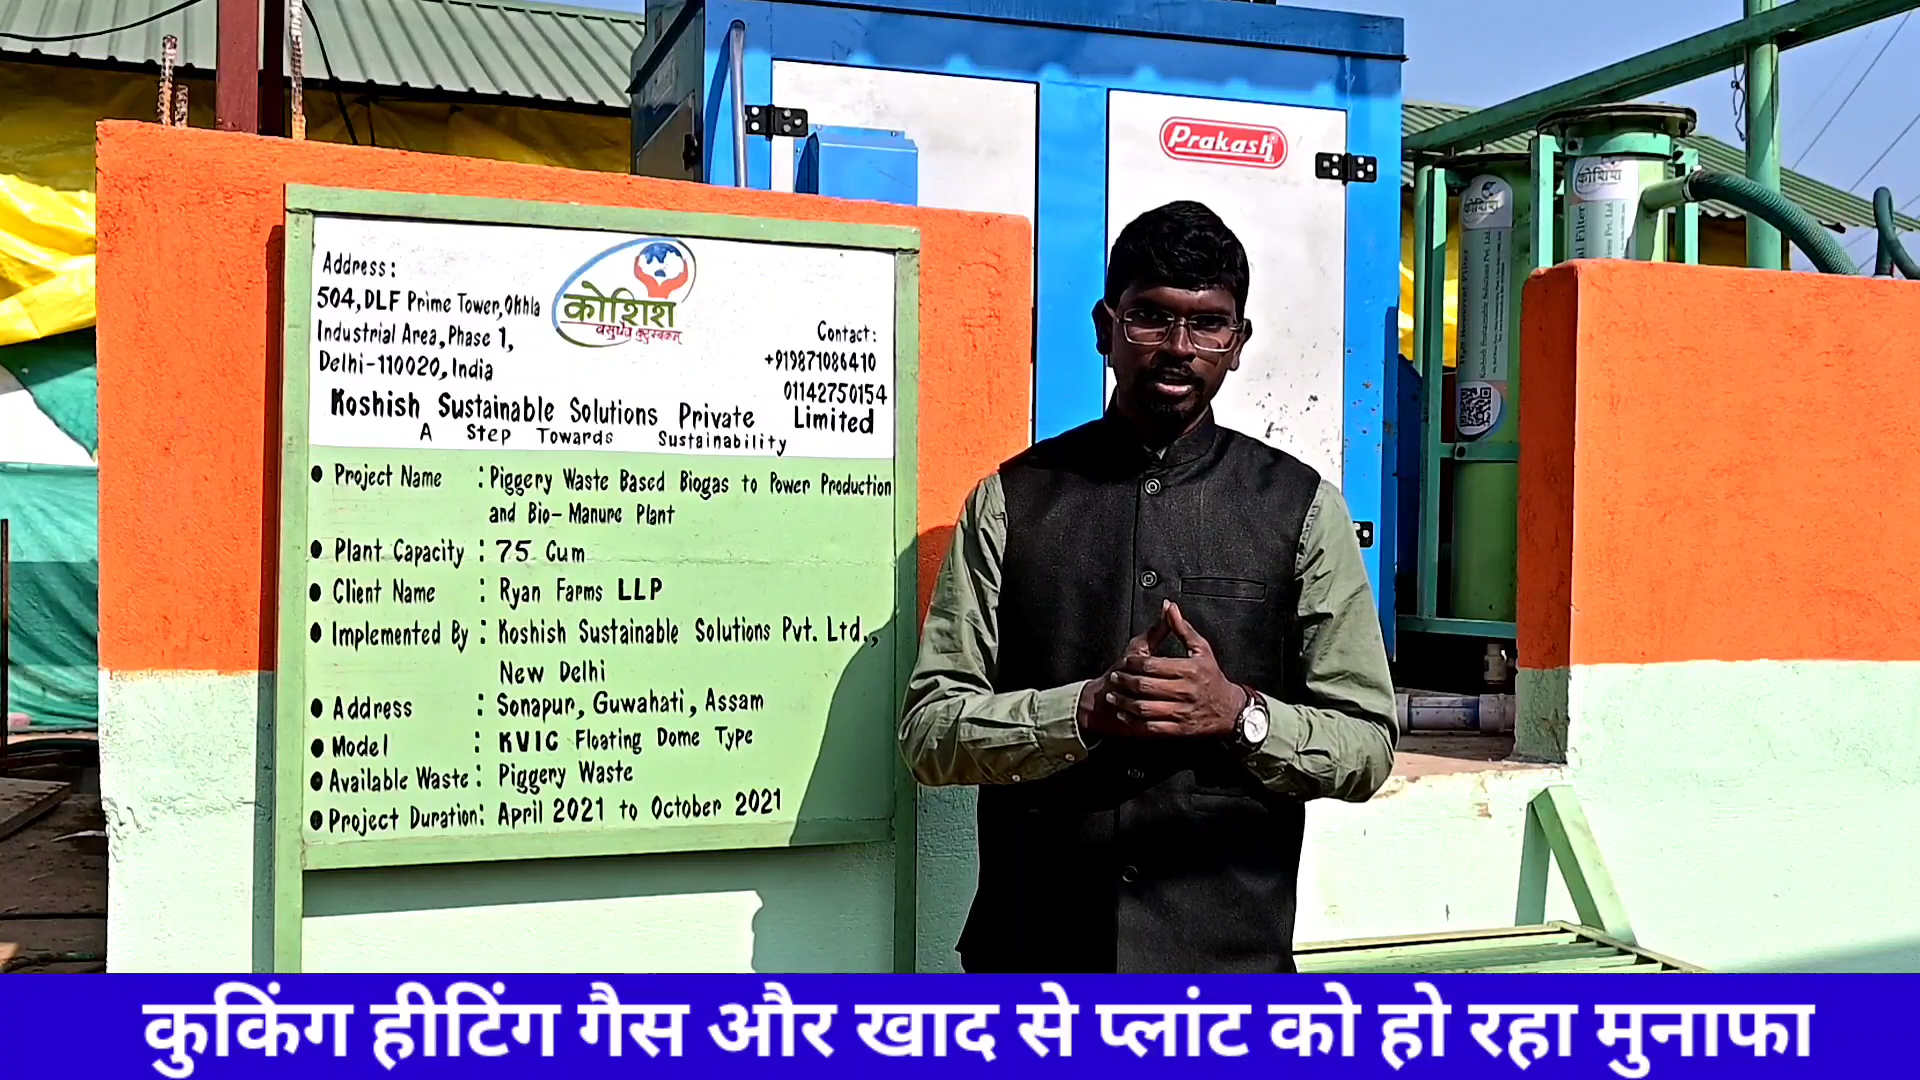 Prakash
कोशिश
कोशिश
Address:
504, DLF Prime Tower, Okhla
Industrial Area, Phase 1,
Delhi-110020, India
कोशिश
वसुधैव कुटुम्बकम्
Contact:
+919871086410
01142750154
Koshish Sustainable Solutions Private Limited
A Step Towards Sustainability
● Project Name : Piggery Waste Based Biogas to Power Production
and Bio-Manure Plant
● Plant Capacity : 75 Cum
● Client Name : Ryan Farms LLP
● Implemented By : Koshish Sustainable Solutions Pvt. Ltd.,
New Delhi
● Address : Sonapur, Guwahati, Assam
● Model : KVIC Floating Dome Type
● Available Waste : Piggery Waste
● Project Duration: April 2021 to October 2021
कुकिंग हीटिंग गैस और खाद से प्लांट को हो रहा मुनाफा